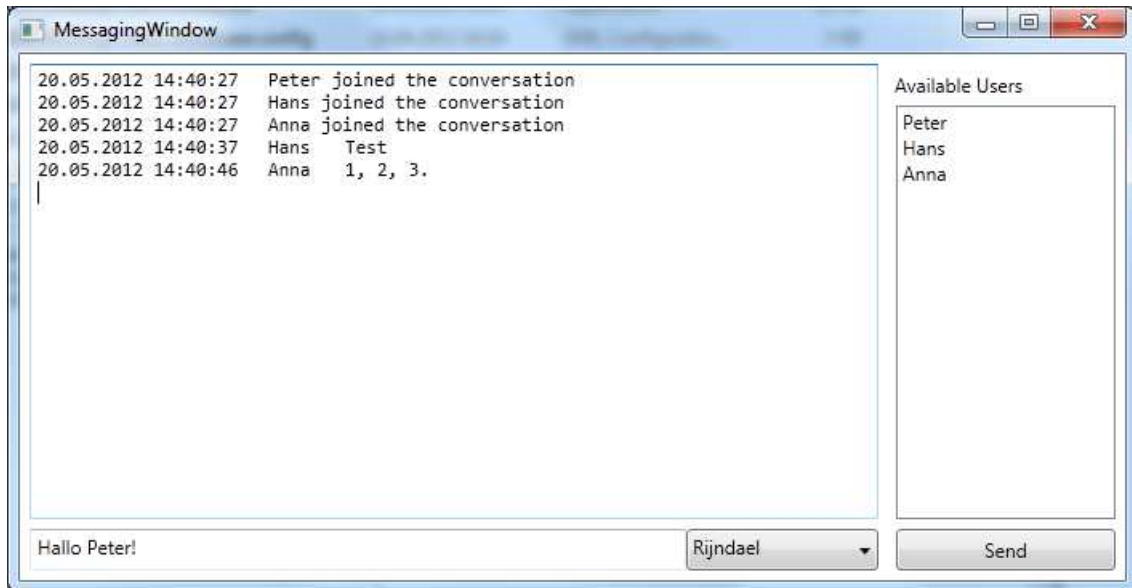 MessagingWindow
20.05.2012 14:40:27 Peter joined the conversation
20.05.2012 14:40:27 Hans joined the conversation
20.05.2012 14:40:27 Anna joined the conversation
20.05.2012 14:40:37 Hans Test
20.05.2012 14:40:46 Anna 1, 2, 3.
Available Users
Peter
Hans
Anna
Hallo Peter!
Rijndael
Send